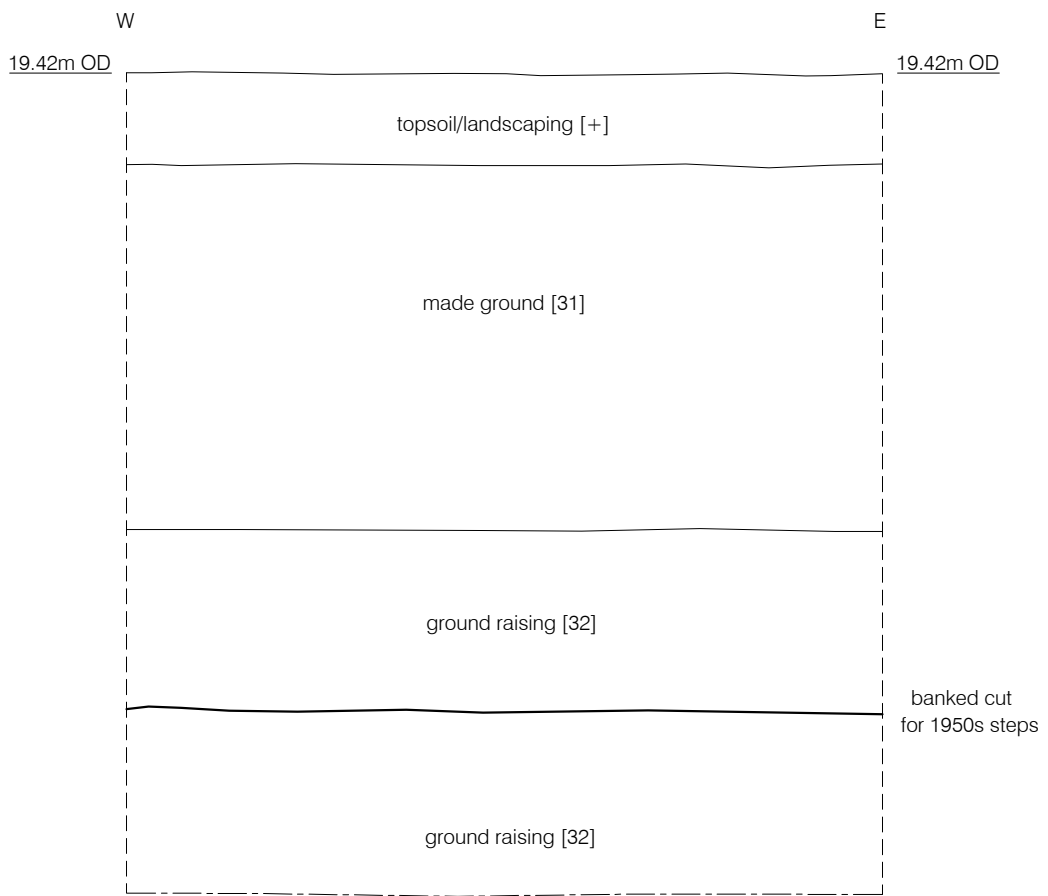 W
E
19.42m OD
19.42m OD
topsoil/landscaping [+]
made ground [31]
ground raising [32]
banked cut
for 1950s steps
ground raising [32]